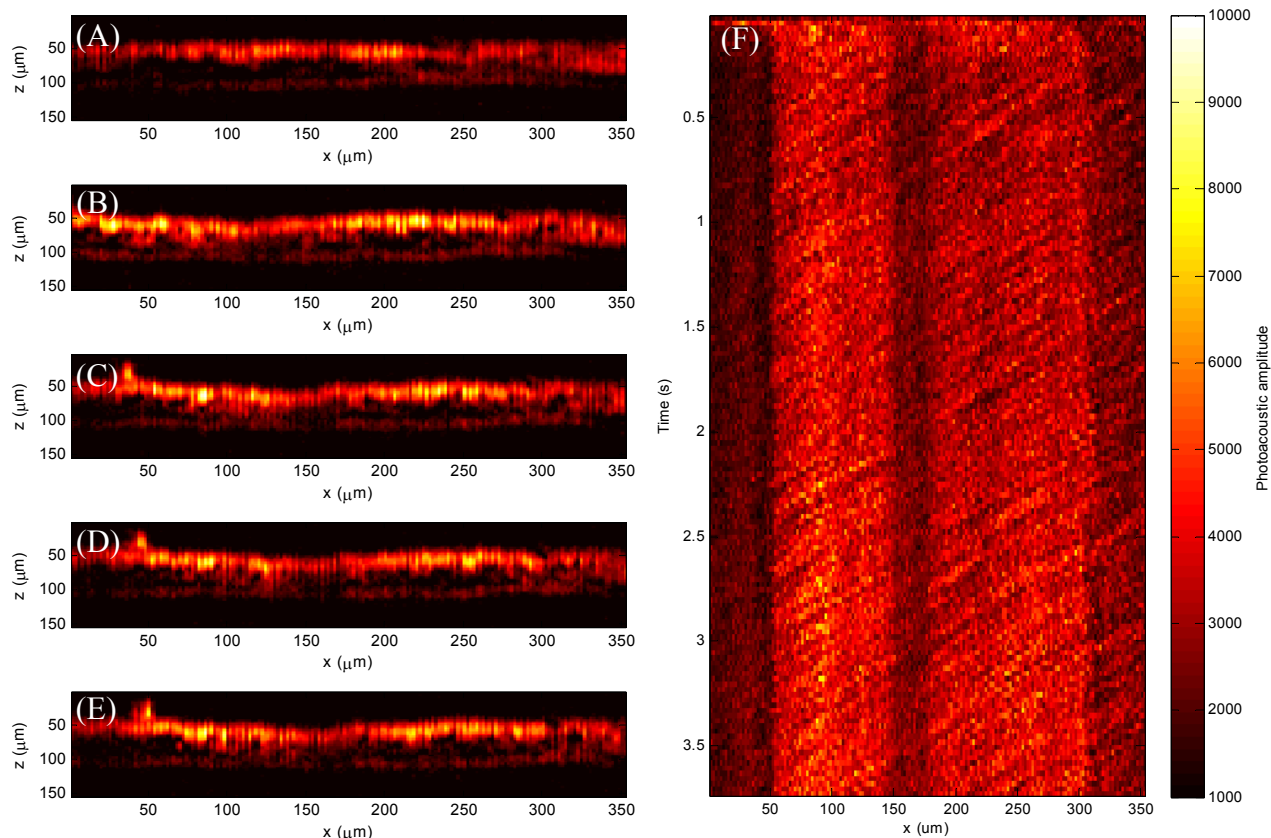 (A)
z (μm)
50
100
150
50 100 150 200 250 300 350
x (μm)
(B)
z (μm)
50
100
150
50 100 150 200 250 300 350
x (μm)
(C)
z (μm)
50
100
150
50 100 150 200 250 300 350
x (μm)
(D)
z (μm)
50
100
150
50 100 150 200 250 300 350
x (μm)
(E)
z (μm)
50
100
150
50 100 150 200 250 300 350
x (μm)
(F)
Time (s)
0.5
1
1.5
2
2.5
3
3.5
50 100 150 200 250 300 350
x (um)
10000
9000
8000
7000
6000
5000
4000
3000
2000
1000
Photoacoustic amplitude